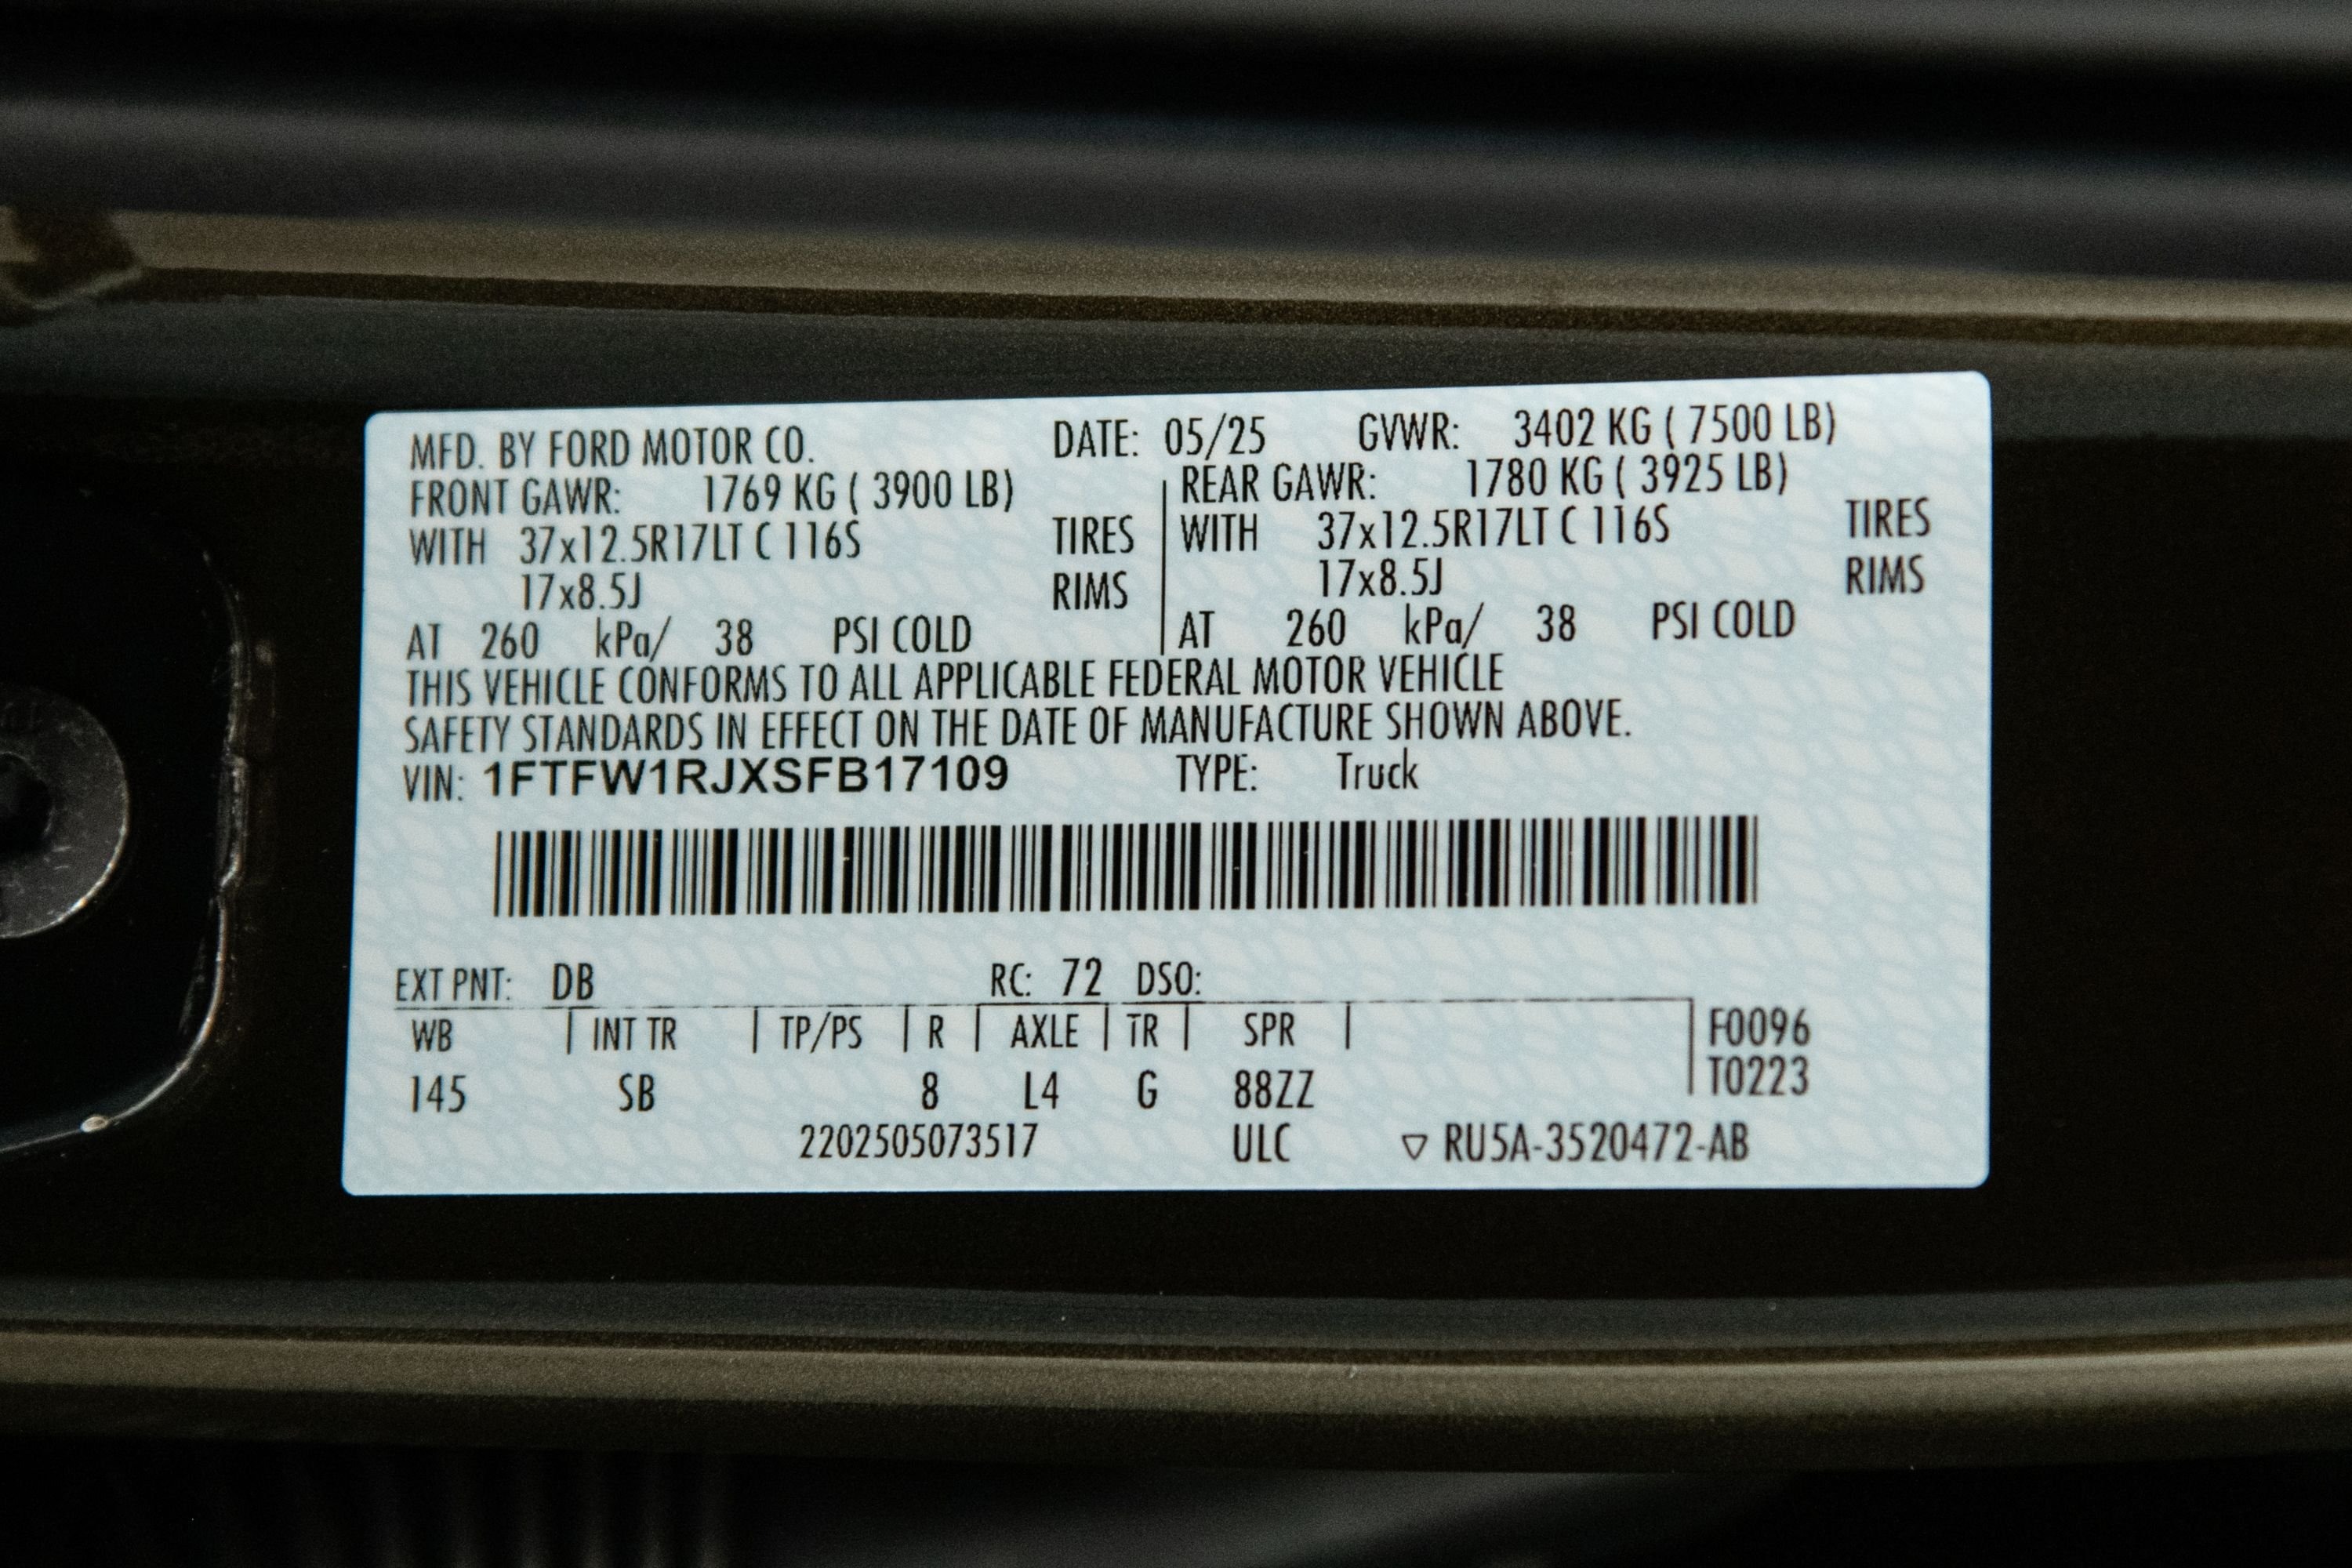 MFD. BY FORD MOTOR CO. DATE: 05/25 GVWR: 3402 KG ( 7500 LB)
FRONT GAWR: 1769 KG ( 3900 LB) REAR GAWR: 1780 KG ( 3925 LB)
WITH 37x12.5R17LT C 116S TIRES WITH 37x12.5R17LT C 116S TIRES
17x8.5J RIMS 17x8.5J RIMS
AT 260 kPa/ 38 PSI COLD AT 260 kPa/ 38 PSI COLD
THIS VEHICLE CONFORMS TO ALL APPLICABLE FEDERAL MOTOR VEHICLE
SAFETY STANDARDS IN EFFECT ON THE DATE OF MANUFACTURE SHOWN ABOVE.
VIN: 1FTFW1RJXSFB17109 TYPE: Truck
EXT PNT: DB RC: 72 DSO:
WB | INT TR | TP/PS | R | AXLE | TR | SPR | F0096
T0223
145 SB 8 L4 G 88ZZ
2202505073517 ULC ▽ RU5A-3520472-AB